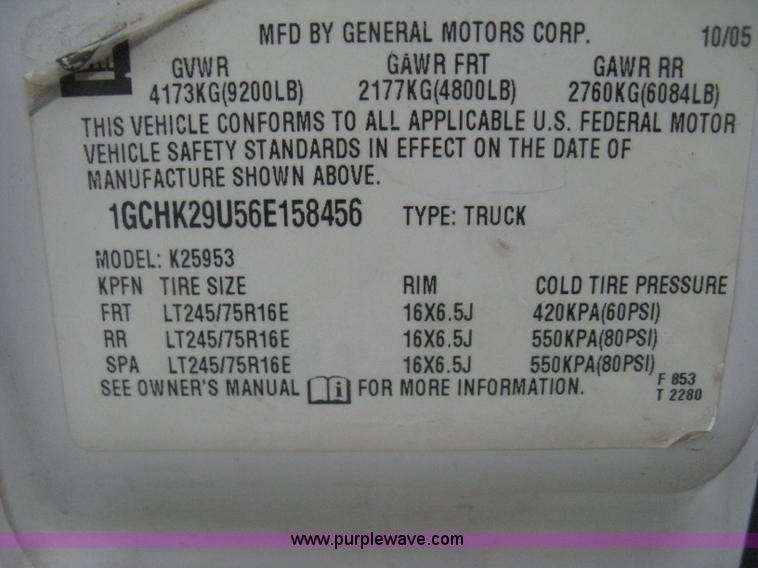 MFD BY GENERAL MOTORS CORP. 10/05
GVWR GAWR FRT GAWR RR
4173KG(9200LB) 2177KG(4800LB) 2760KG(6084LB)
THIS VEHICLE CONFORMS TO ALL APPLICABLE U.S. FEDERAL MOTOR
VEHICLE SAFETY STANDARDS IN EFFECT ON THE DATE OF
MANUFACTURE SHOWN ABOVE.
1GCHK29U56E158456 TYPE: TRUCK
MODEL: K25953
KPFN TIRE SIZE RIM COLD TIRE PRESSURE
FRT LT245/75R16E 16X6.5J 420KPA(60PSI)
RR LT245/75R16E 16X6.5J 550KPA(80PSI)
SPA LT245/75R16E 16X6.5J 550KPA(80PSI)
SEE OWNER'S MANUAL i FOR MORE INFORMATION. F 853
T 2280
www.purplewave.com